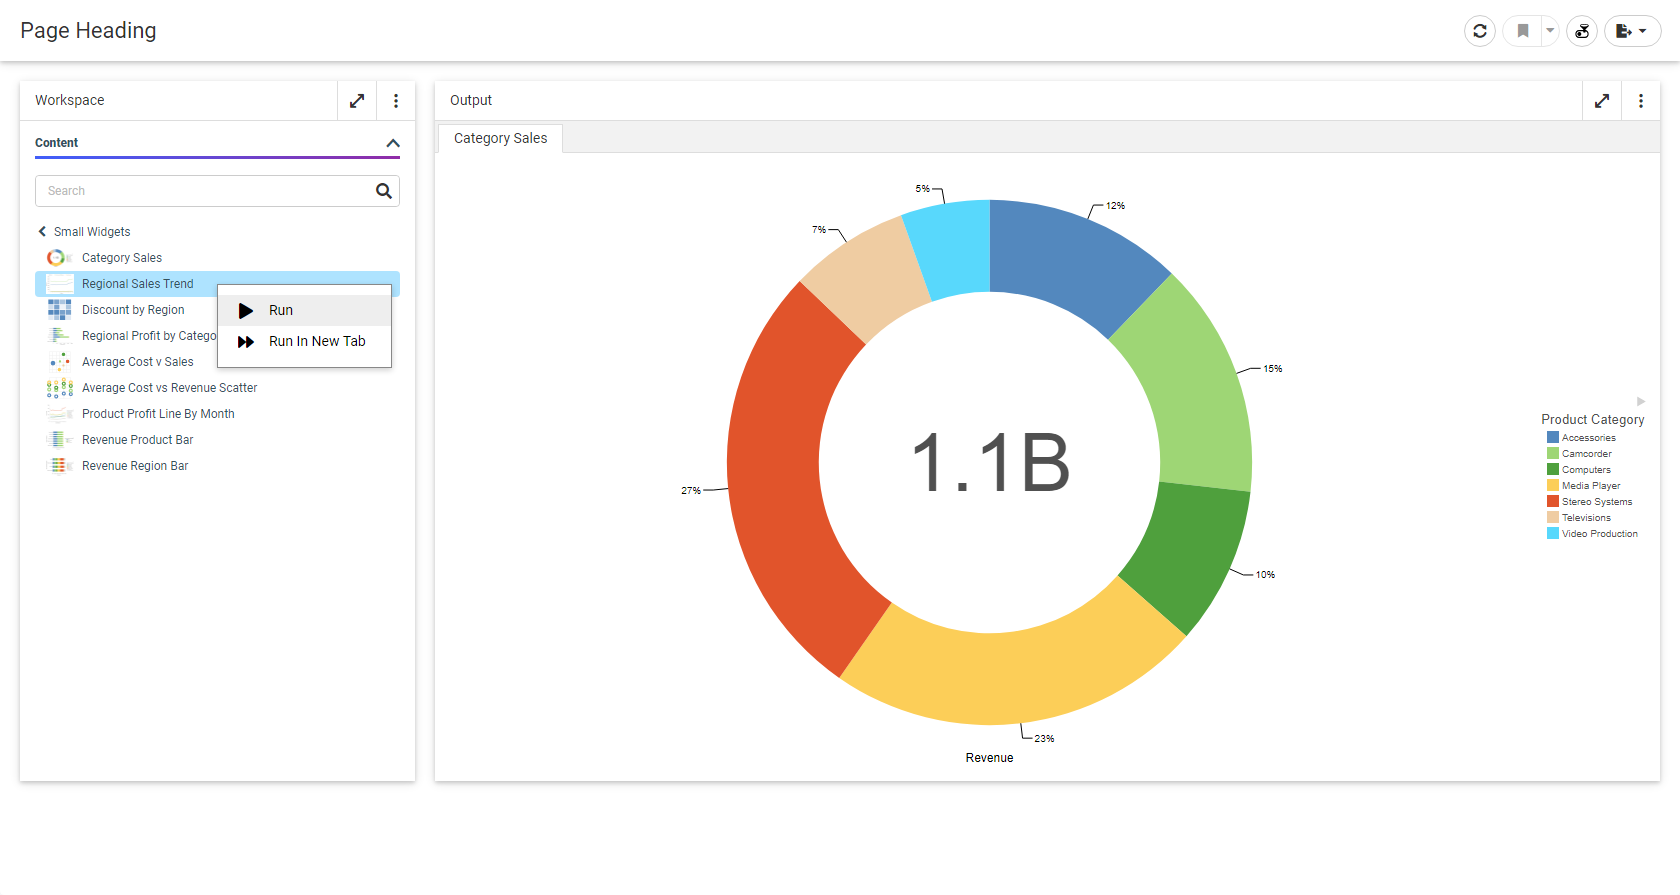 Page Heading
Workspace
Content
Search
Small Widgets
Category Sales
Regional Sales Trend
Discount by Region
Regional Profit by Catego
Average Cost v Sales
Average Cost vs Revenue Scatter
Product Profit Line By Month
Revenue Product Bar
Revenue Region Bar
Run
Run In New Tab
Output
Category Sales
5%
12%
7%
15%
27%
10%
23%
1.1B
Revenue
Product Category
Accessories
Camcorder
Computers
Media Player
Stereo Systems
Televisions
Video Production